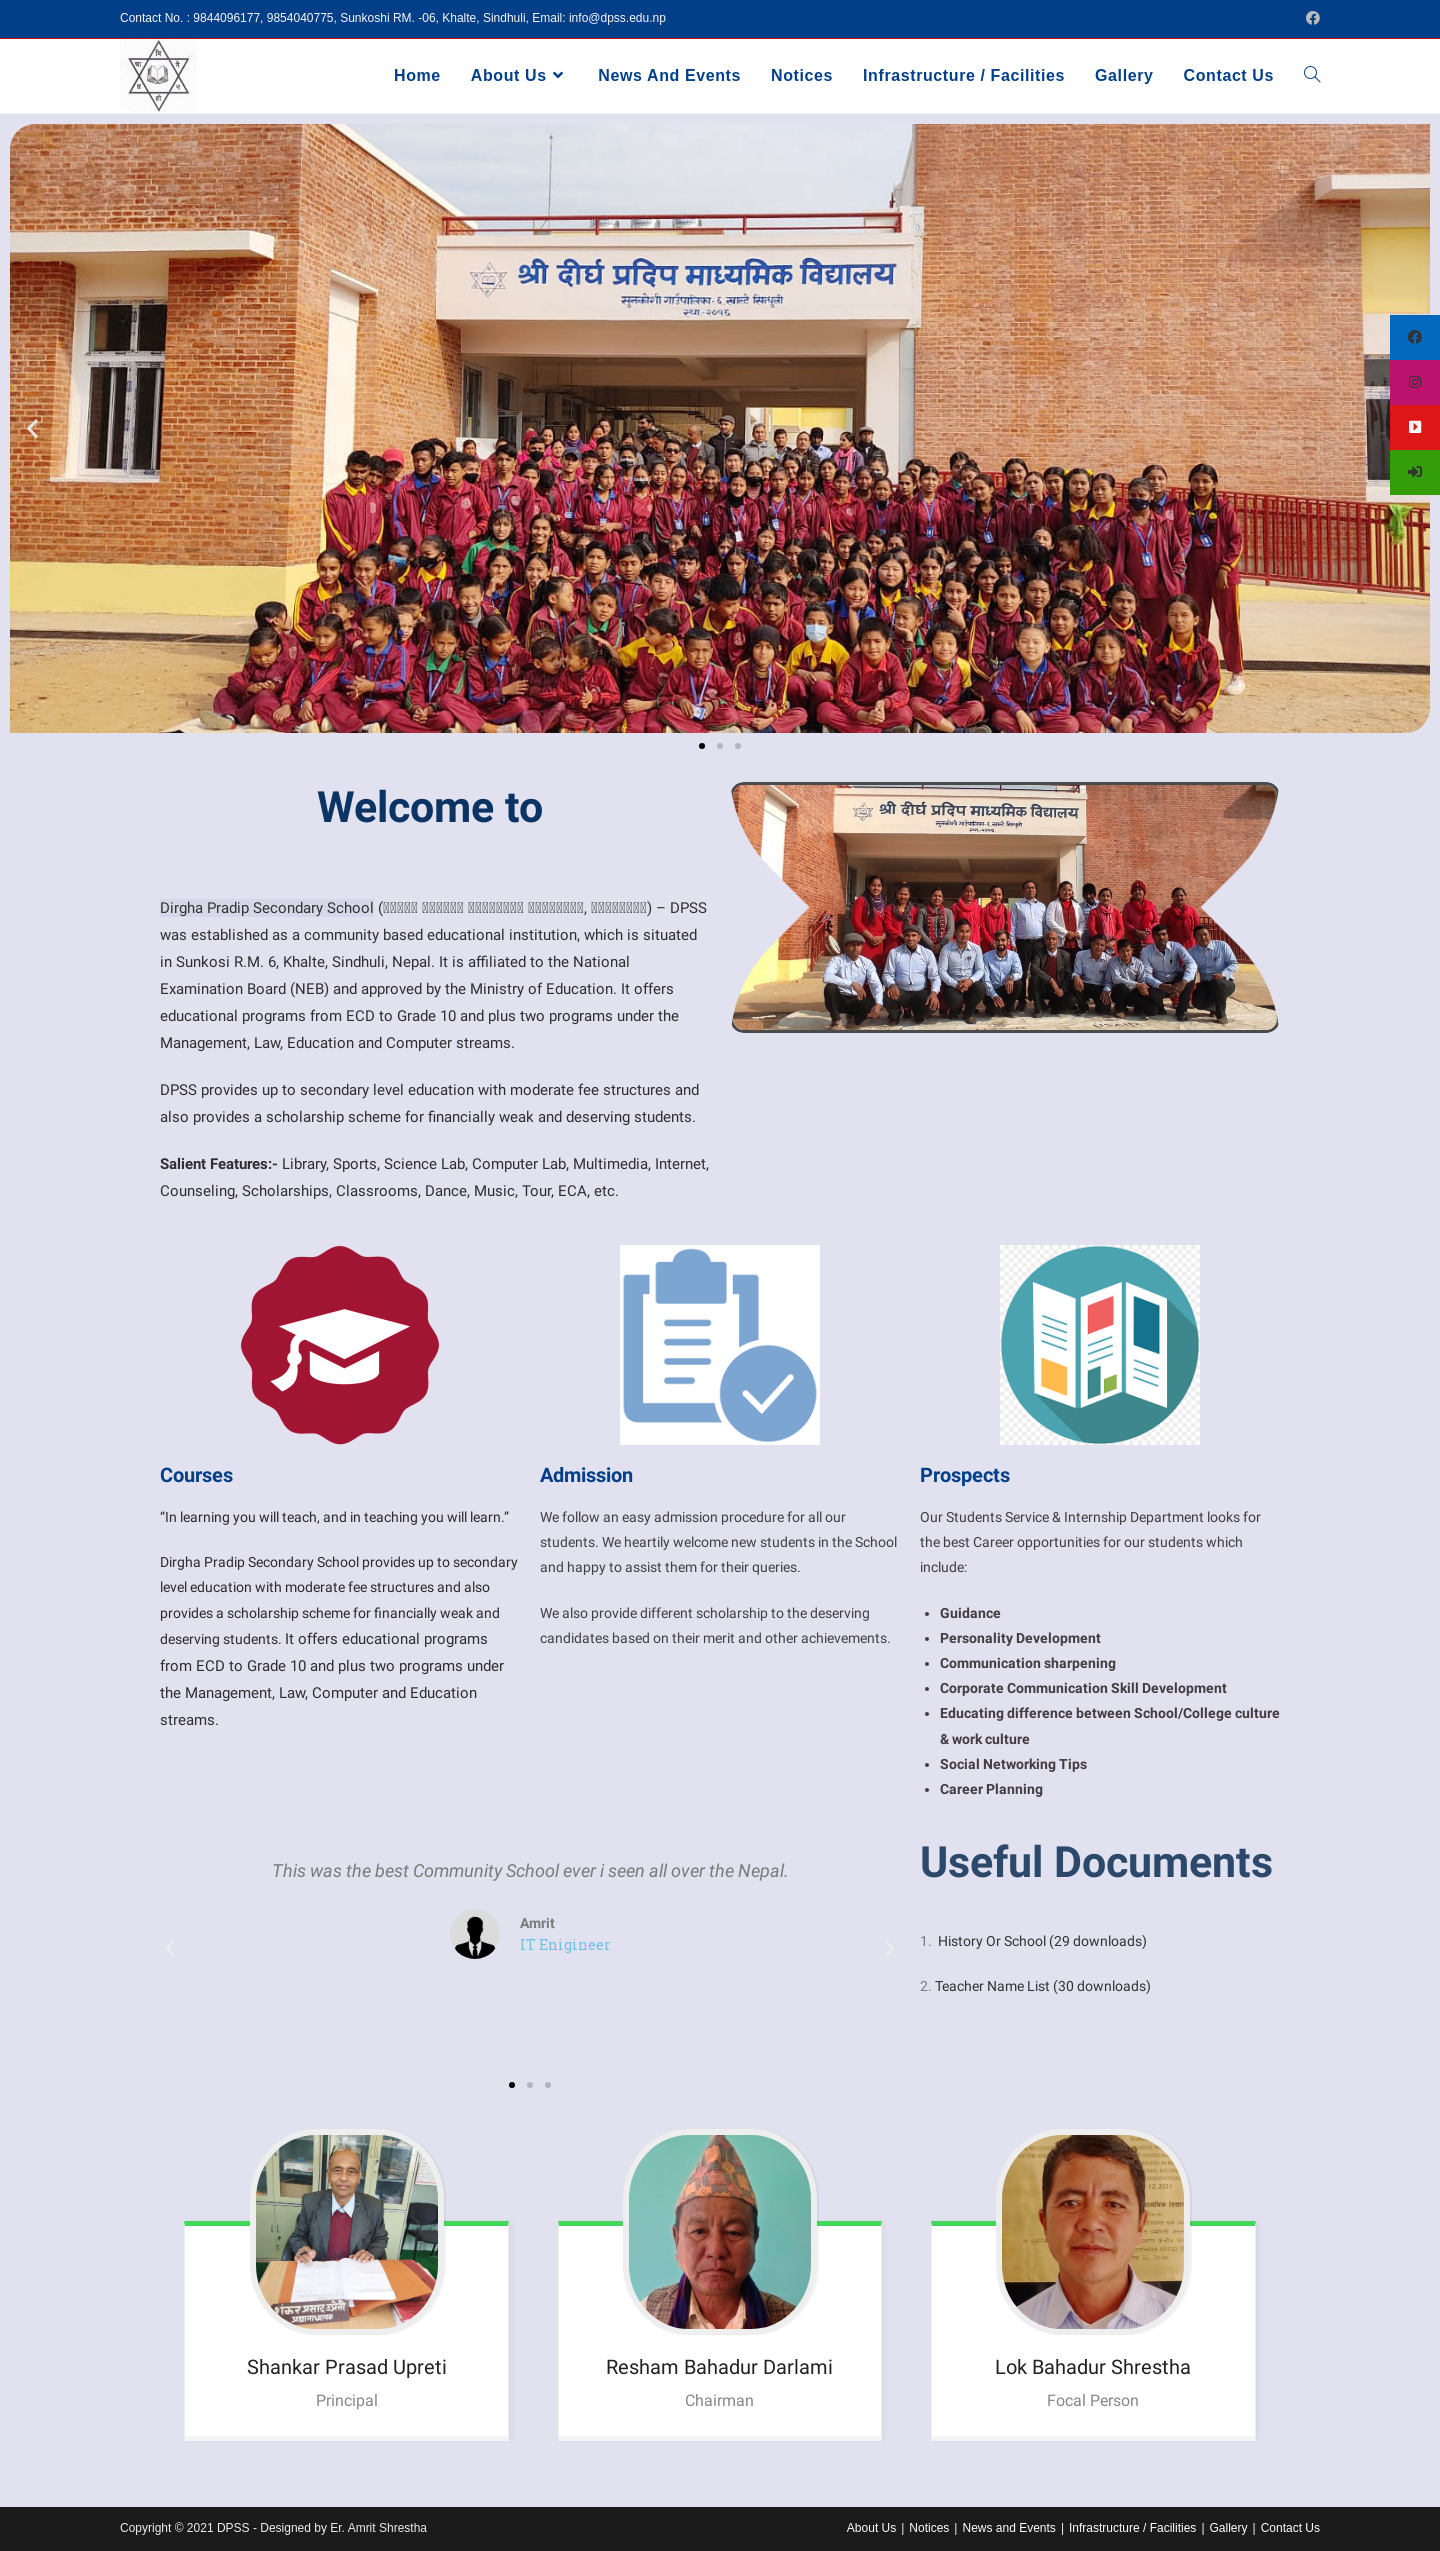 Contact No. : 9844096177, 9854040775, Sunkoshi RM. -06, Khalte, Sindhuli, Email: info@dpss.edu.np
Home About Us News And Events Notices Infrastructure / Facilities Gallery Contact Us
श्री दीर्घ प्रदिप माध्यमिक विद्यालय
सुनकोशी गाउँपालिका-६ खाल्टे सिन्धुली
स्था.-२०१६
Welcome to
श्री दीर्घ प्रदिप माध्यमिक विद्यालय
Dirgha Pradip Secondary School – DPSS
was established as a community based educational institution, which is situated
in Sunkosi R.M. 6, Khalte, Sindhuli, Nepal. It is affiliated to the National
Examination Board (NEB) and approved by the Ministry of Education. It offers
educational programs from ECD to Grade 10 and plus two programs under the
Management, Law, Education and Computer streams.
DPSS provides up to secondary level education with moderate fee structures and
also provides a scholarship scheme for financially weak and deserving students.
Salient Features:- Library, Sports, Science Lab, Computer Lab, Multimedia, Internet,
Counseling, Scholarships, Classrooms, Dance, Music, Tour, ECA, etc.
Courses
“In learning you will teach, and in teaching you will learn.”
Dirgha Pradip Secondary School provides up to secondary
level education with moderate fee structures and also
provides a scholarship scheme for financially weak and
deserving students. It offers educational programs
from ECD to Grade 10 and plus two programs under
the Management, Law, Computer and Education
streams.
Admission
We follow an easy admission procedure for all our
students. We heartily welcome new students in the School
and happy to assist them for their queries.
We also provide different scholarship to the deserving
candidates based on their merit and other achievements.
Prospects
Our Students Service & Internship Department looks for
the best Career opportunities for our students which
include:
• Guidance
• Personality Development
• Communication sharpening
• Corporate Communication Skill Development
• Educating difference between School/College culture
& work culture
• Social Networking Tips
• Career Planning
This was the best Community School ever i seen all over the Nepal.
Amrit
IT Enigineer
Useful Documents
1. History Or School (29 downloads)
2. Teacher Name List (30 downloads)
शंकर प्रसाद उप्रेती
प्रधानाध्यापक
Shankar Prasad Upreti
Principal
Resham Bahadur Darlami
Chairman
Lok Bahadur Shrestha
Focal Person
Copyright © 2021 DPSS - Designed by Er. Amrit Shrestha
About Us | Notices | News and Events | Infrastructure / Facilities | Gallery | Contact Us